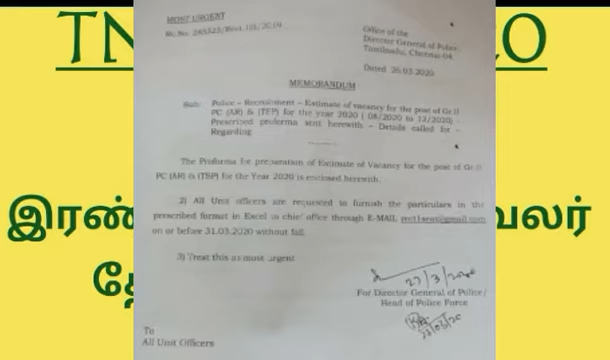 TN O
MOST URGENT
Office of the
Director General of Police,
Tamilnadu, Chennai-04
Dated 26.03.2020
MEMORANDUM
Sub: Police – Recruitment – Estimate of vacancy for the post of Gr.II
PC (AR) & (TSP) for the year 2020 ( 08/2020 to 12/2020) -
Prescribed proforma sent herewith – Details called for –
Regarding
The Proforma for preparation of Estimate of Vacancy for the post of Gr.II
PC (AR) & (TSP) for the Year 2020 is enclosed herewith.
2) All Unit officers are requested to furnish the particulars in the
prescribed format in Excel to chief office through E-MAIL
on or before 31.03.2020 without fail.
3) Treat this as most urgent
இரண் வலர்
தே
27/3/2020
For Director General of Police/
Head of Police Force
To
All Unit Officers